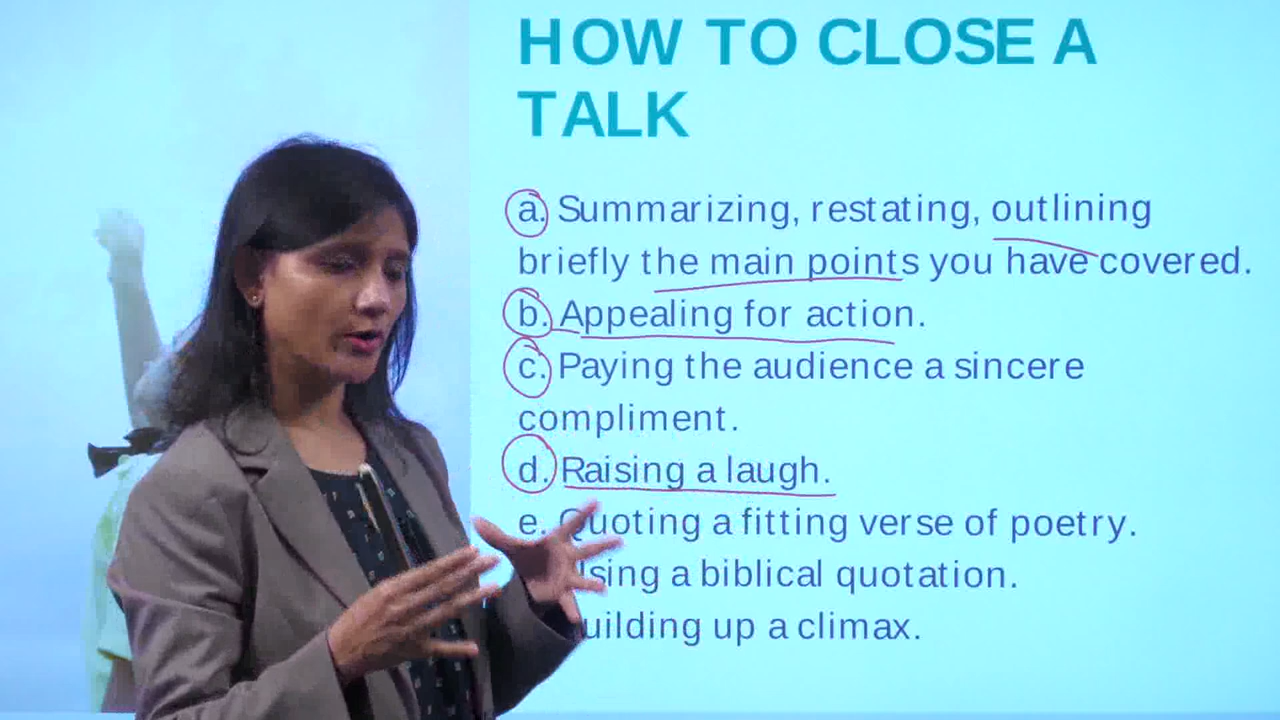 HOW TO CLOSE A
TALK
a. Summarizing, restating, outlining
briefly the main points you have covered.
b. Appealing for action.
c. Paying the audience a sincere
compliment.
d. Raising a laugh.
e. Quoting a fitting verse of poetry.
a biblical quotation.
up a climax.